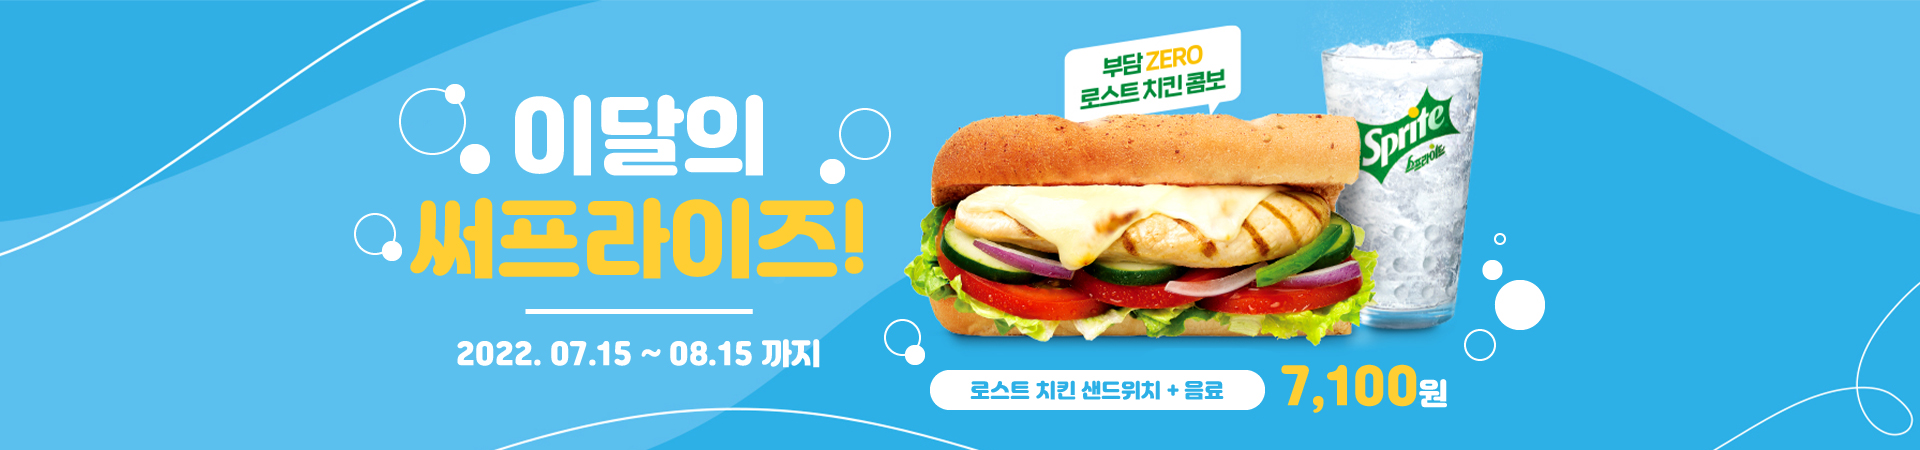 이달의
써프라이즈!
2022. 07.15 ~ 08.15 까지
부담 ZERO
로스트 치킨 콤보
Sprite
스프라이트
로스트 치킨 샌드위치 + 음료
7,100원